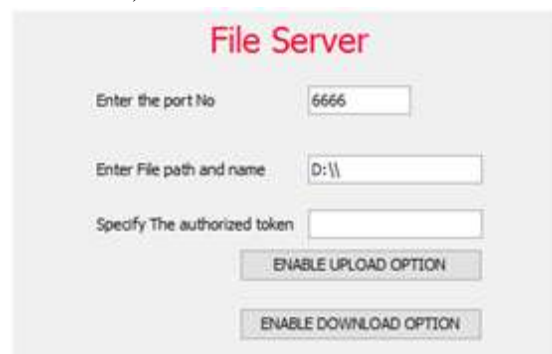 File Server
Enter the port No 6666
Enter File path and name D:\\
Specify The authorized token
ENABLE UPLOAD OPTION
ENABLE DOWNLOAD OPTION